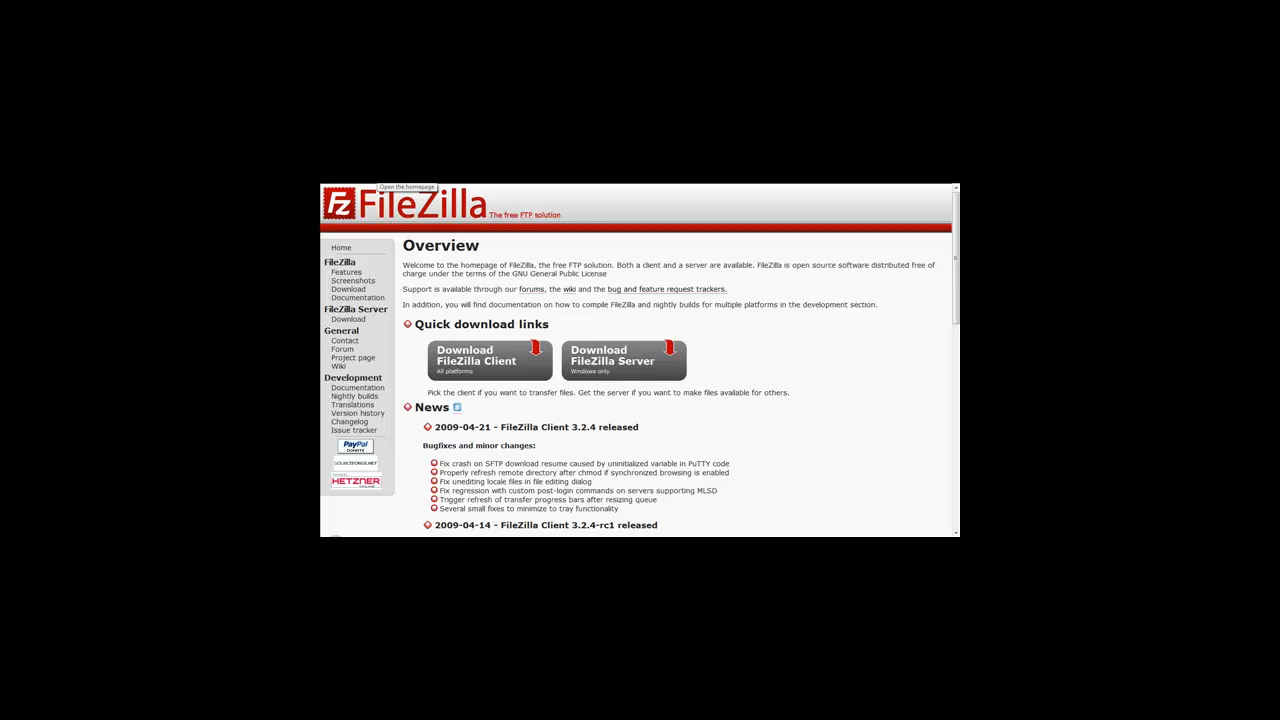 Open the homepage
FZ FileZilla The free FTP solution
Home
FileZilla
Features
Screenshots
Download
Documentation
FileZilla Server
Download
General
Contact
Forum
Project page
Wiki
Development
Documentation
Nightly builds
Translations
Version history
Changelog
Issue tracker
PayPal
DONATE
SOURCEFORGE.NET
HETZNER
ONLINE
Overview
Welcome to the homepage of FileZilla, the free FTP solution. Both a client and a server are available. FileZilla is open source software distributed free of
charge under the terms of the GNU General Public License
Support is available through our forums, the wiki and the bug and feature request trackers.
In addition, you will find documentation on how to compile FileZilla and nightly builds for multiple platforms in the development section.
Quick download links
Download
FileZilla Client
All platforms
Download
FileZilla Server
Windows only
Pick the client if you want to transfer files. Get the server if you want to make files available for others.
News
2009-04-21 - FileZilla Client 3.2.4 released
Bugfixes and minor changes:
Fix crash on SFTP download resume caused by uninitialized variable in PuTTY code
Properly refresh remote directory after chmod if synchronized browsing is enabled
Fix unediting locale files in file editing dialog
Fix regression with custom post-login commands on servers supporting MLSD
Trigger refresh of transfer progress bars after resizing queue
Several small fixes to minimize to tray functionality
2009-04-14 - FileZilla Client 3.2.4-rc1 released